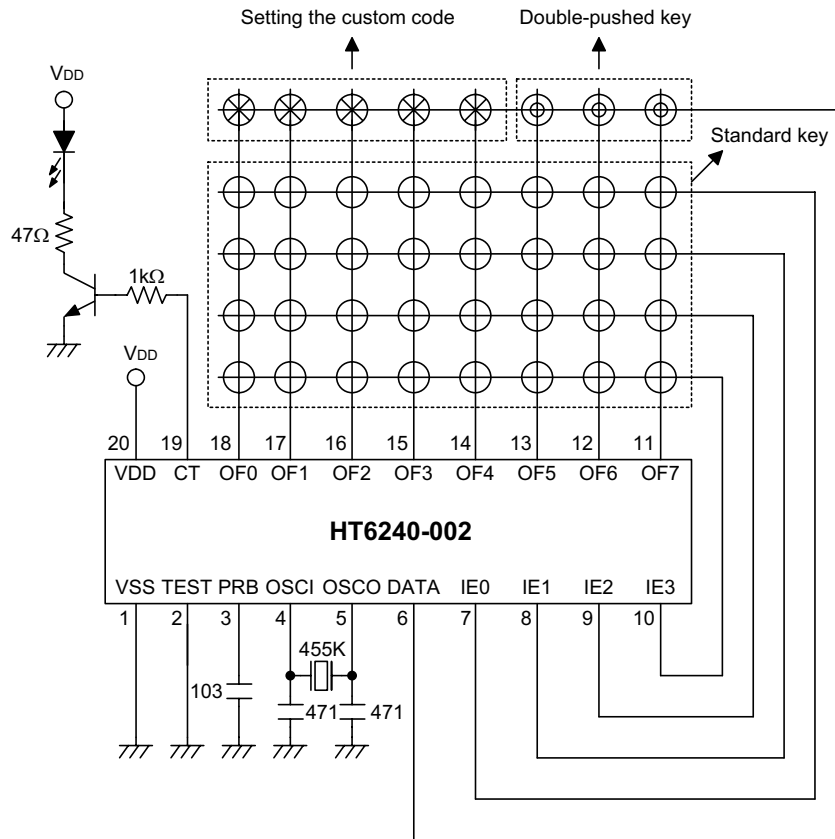 Setting the custom code
Double-pushed key
VDD
Standard key
47Ω
1kΩ
VDD
20 19 18 17 16 15 14 13 12 11
VDD CT OF0 OF1 OF2 OF3 OF4 OF5 OF6 OF7
HT6240-002
VSS TEST PRB OSCI OSCO DATA IE0 IE1 IE2 IE3
1 2 3 4 5 6 7 8 9 10
455K
103
471
471